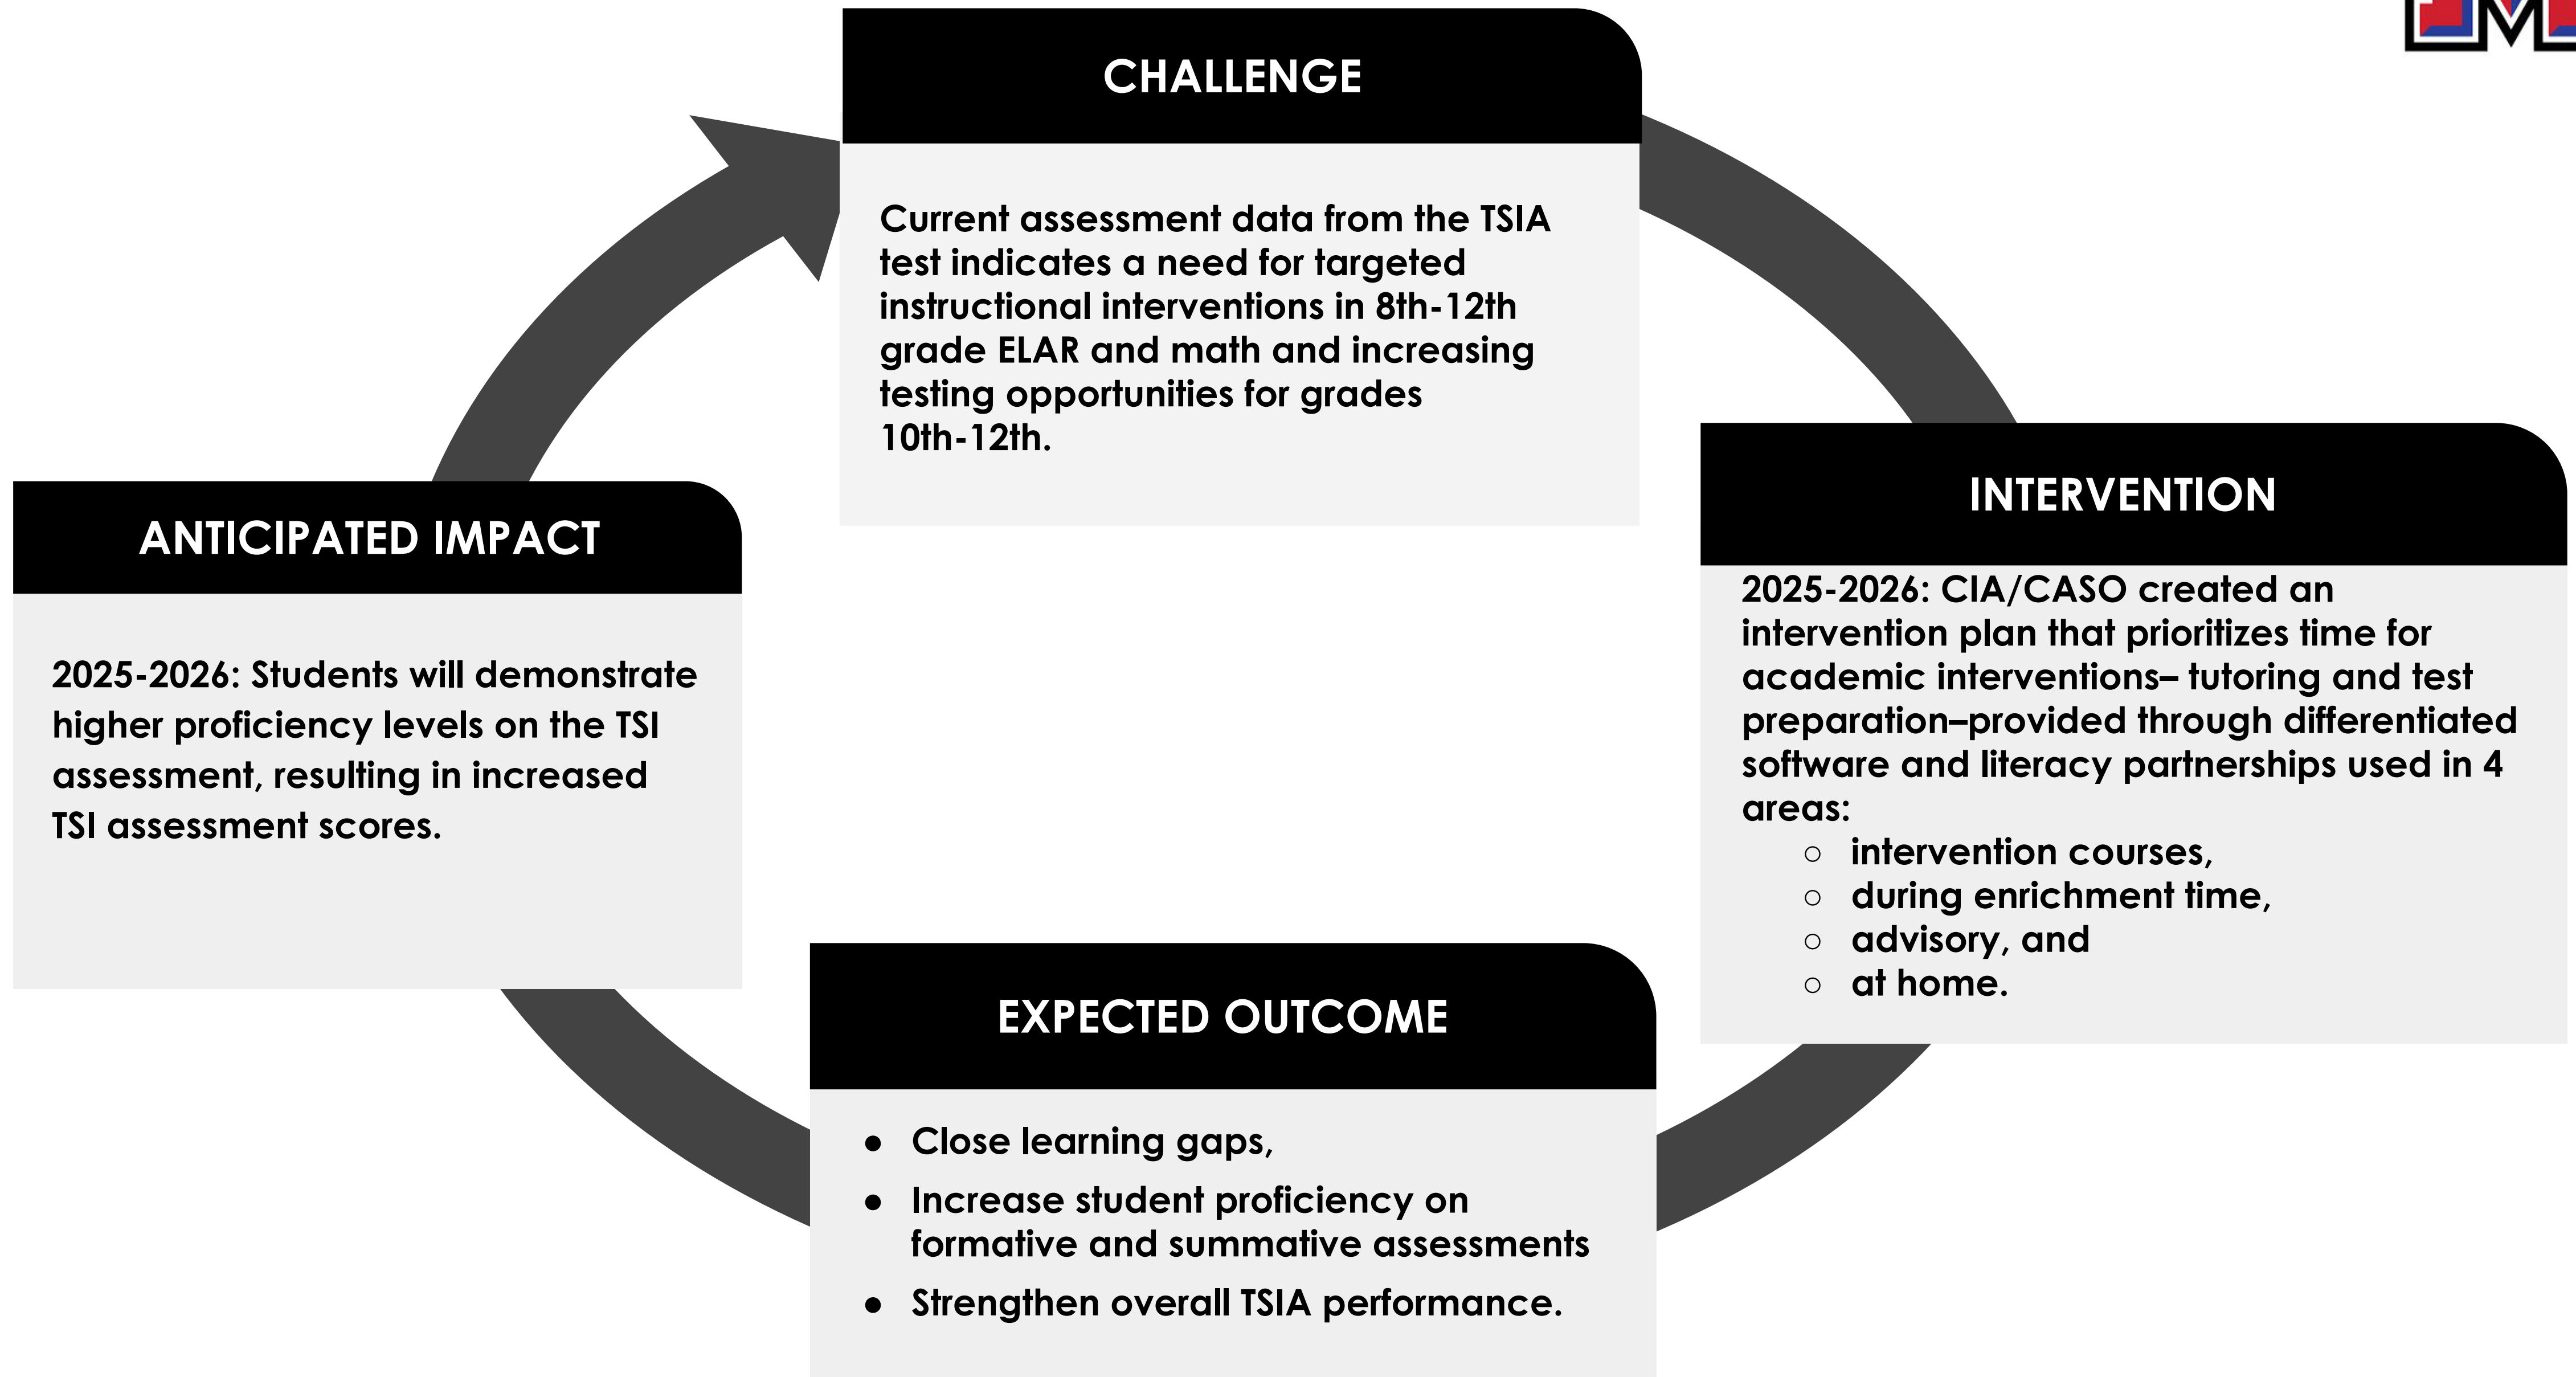 CHALLENGE
Current assessment data from the TSIA
test indicates a need for targeted
instructional interventions in 8th-12th
grade ELAR and math and increasing
testing opportunities for grades
10th-12th.
INTERVENTION
2025-2026: CIA/CASO created an
intervention plan that prioritizes time for
academic interventions– tutoring and test
preparation–provided through differentiated
software and literacy partnerships used in 4
areas:
○ intervention courses,
○ during enrichment time,
○ advisory, and
○ at home.
EXPECTED OUTCOME
● Close learning gaps,
● Increase student proficiency on
formative and summative assessments
● Strengthen overall TSIA performance.
ANTICIPATED IMPACT
2025-2026: Students will demonstrate
higher proficiency levels on the TSI
assessment, resulting in increased
TSI assessment scores.